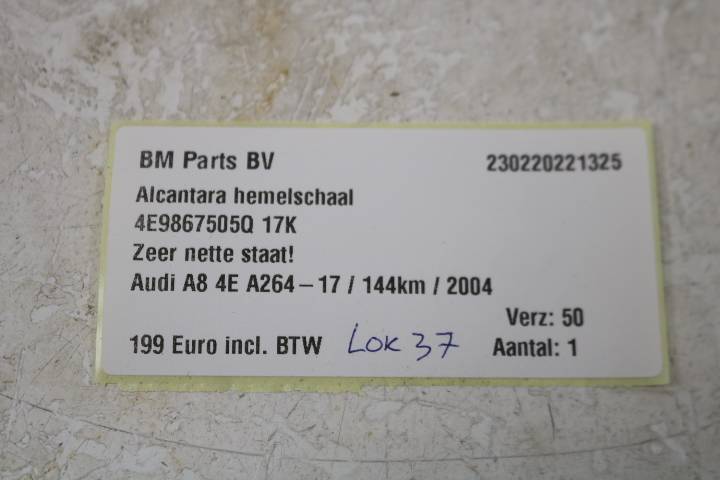 BM Parts BV 230220221325
Alcantara hemelschaal
4E9867505Q 17K
Zeer nette staat!
Audi A8 4E A264-17 / 144km / 2004
Verz: 50
199 Euro incl. BTW Lok 37 Aantal: 1